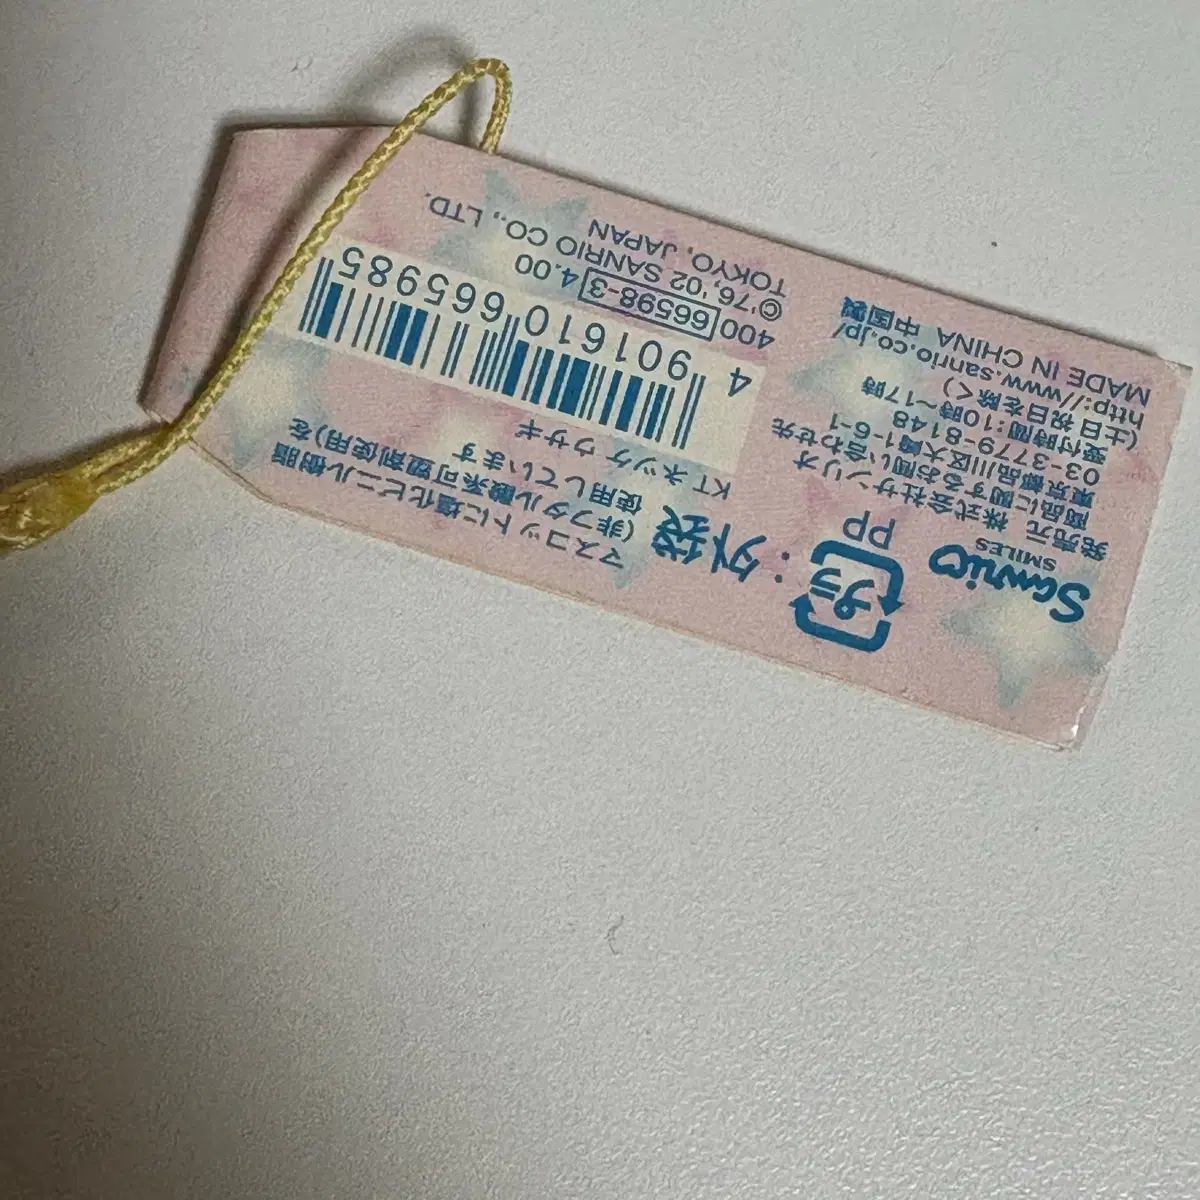 Sanrio
SMILES
発売元 株式会社サンリオ
商品に関するお問い合わせ先
東京都品川区大崎1-6-1
03-3779-8148
受付時間:10時~17時
(土日祝日を除く)
http://www.sanrio.co.jp/
MADE IN CHINA 中国製
プラ
PP
:外袋
マスコットに塩化ビニル樹脂
(非フタル酸系可塑剤使用)を
使用しています
KTネツケ ウサギ
4 901610 665985
400 66598-3 4.00
©'76,'02 SANRIO CO., LTD.
TOKYO, JAPAN